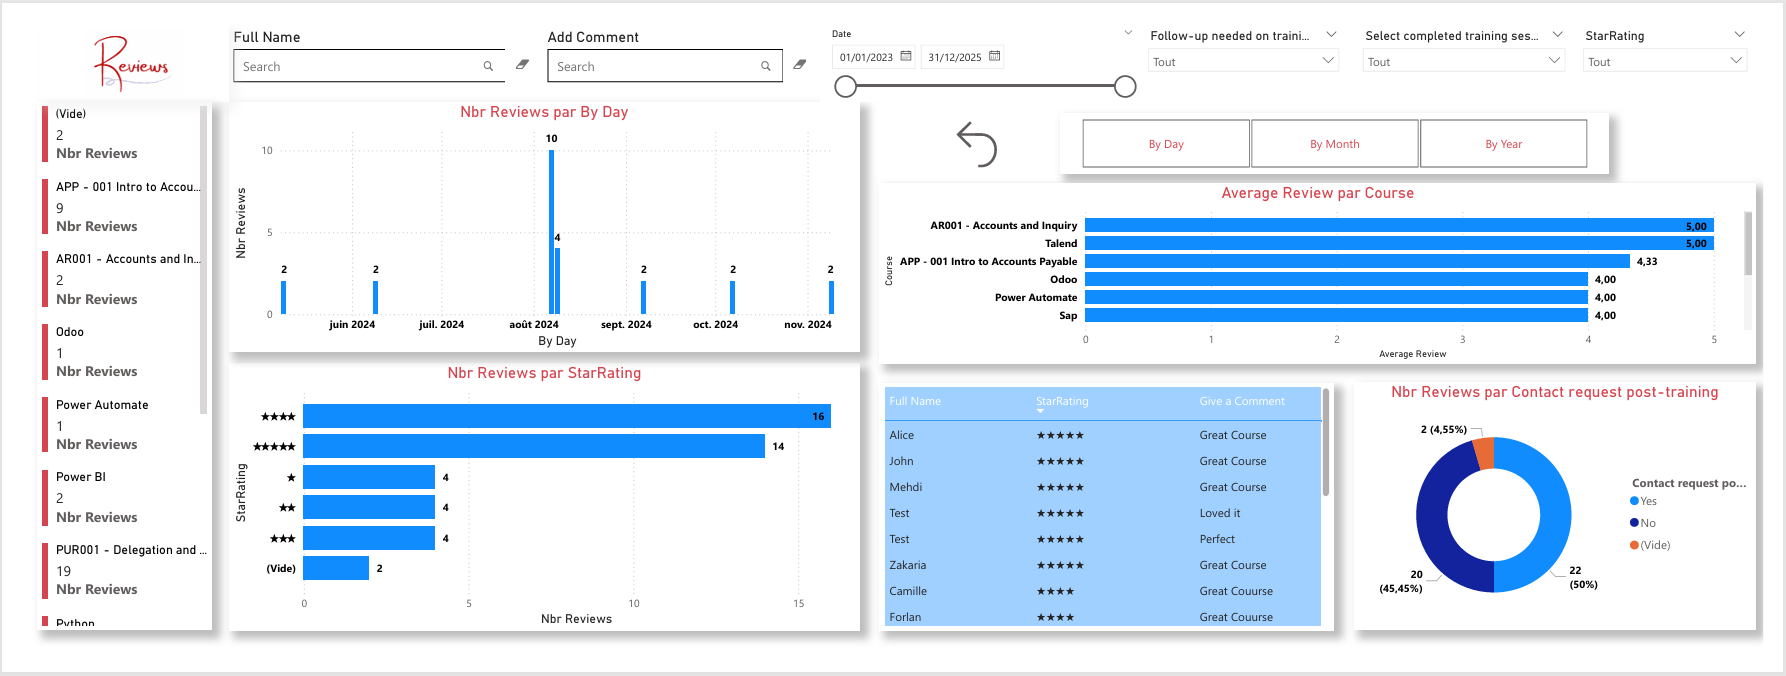 Reviews
Full Name
Search
Add Comment
Search
Date
01/01/2023
31/12/2025
Follow-up needed on traini...
Tout
Select completed training ses...
Tout
StarRating
Tout
(Vide)
2
Nbr Reviews
APP - 001 Intro to Accou...
9
Nbr Reviews
AR001 - Accounts and In...
2
Nbr Reviews
Odoo
1
Nbr Reviews
Power Automate
1
Nbr Reviews
Power BI
2
Nbr Reviews
PUR001 - Delegation and ...
19
Nbr Reviews
Python
Nbr Reviews par By Day
Nbr Reviews
10
5
0
2
2
10
4
2
2
2
juin 2024
juil. 2024
août 2024
sept. 2024
oct. 2024
nov. 2024
By Day
By Day
By Month
By Year
Average Review par Course
Course
AR001 - Accounts and Inquiry 5,00
Talend 5,00
APP - 001 Intro to Accounts Payable 4,33
Odoo 4,00
Power Automate 4,00
Sap 4,00
0 1 2 3 4 5
Average Review
Nbr Reviews par StarRating
StarRating
★★★★ 16
★★★★★ 14
★ 4
★★ 4
★★★ 4
(Vide) 2
0 5 10 15
Nbr Reviews
Full Name StarRating Give a Comment
Alice ★★★★★ Great Course
John ★★★★★ Great Course
Mehdi ★★★★★ Great Course
Test ★★★★★ Loved it
Test ★★★★★ Perfect
Zakaria ★★★★★ Great Course
Camille ★★★★ Great Couurse
Forlan ★★★★ Great Couurse
Nbr Reviews par Contact request post-training
2 (4,55%)
20
(45,45%)
22
(50%)
Contact request po...
Yes
No
(Vide)